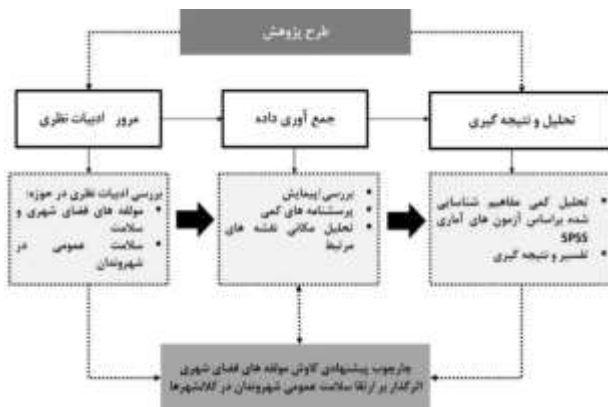 طرح پژوهش
مرور ادبیات نظری
جمع آوری داده
تحلیل و نتیجه گیری
بررسی ادبیات نظری در حوزه:
• مولفه های فضای شهری و
سلامت
• سلامت عمومی در
شهروندان
• بررسی/پیمایش
• پرسشنامه های کمی
• تحلیل مکانی نقشه های
مرتبط
• تحلیل کمی مفاهیم شناسایی
شده براساس آزمون های آماری
SPSS
• تفسیر و نتیجه گیری
چارچوب پیشنهادی کاوش مولفه های فضای شهری
اثرگذار بر ارتقا سلامت عمومی شهروندان در کلانشهرها